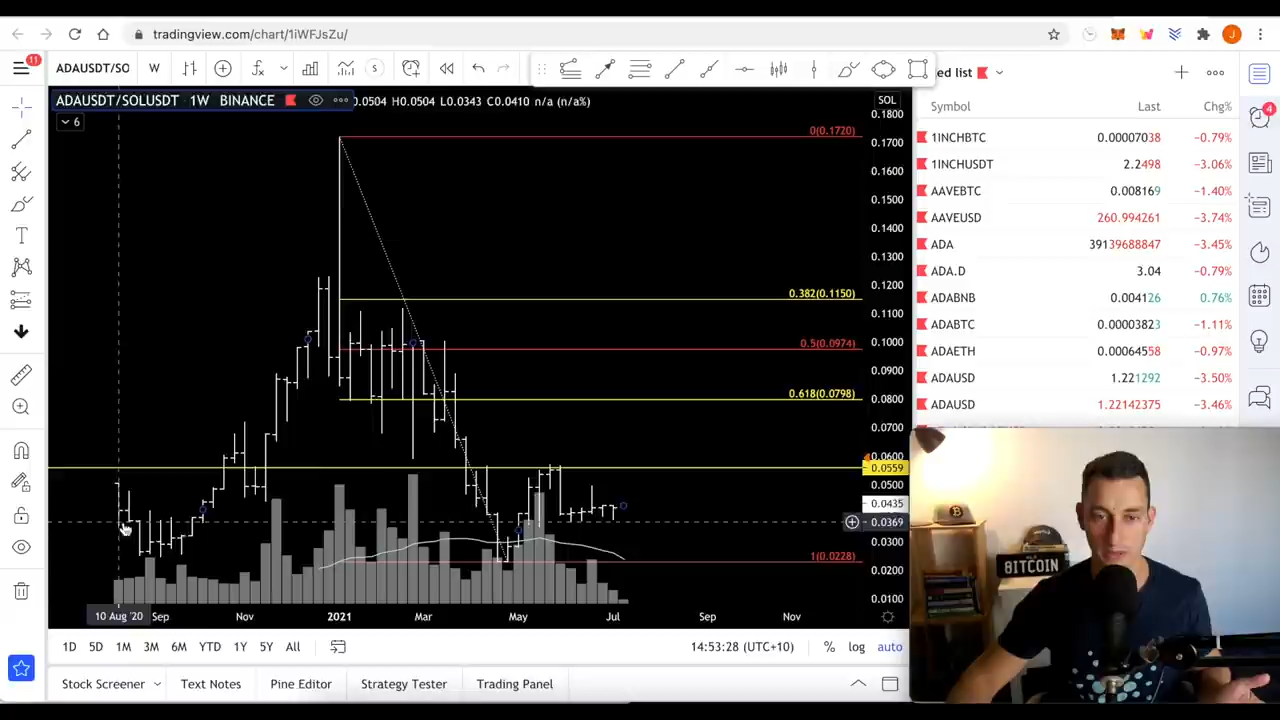 tradingview.com/chart/1iWFJsZu/
J
11
ADAUSDT/SO
W
S
ed list
ADAUSDT/SOLUSDT 1W BINANCE
0.0504 H0.0504 L0.0343 C0.0410 n/a (n/a%)
6
SOL
0.1800
0.1700
0.1600
0.1500
0.1400
0.1300
0.1200
0.1100
0.1000
0.0900
0.0800
0.0700
0.0600
0.0559
0.0500
0.0435
0.0369
0.0300
0.0200
0.0100
0(0.1720)
0.382(0.1150)
0.5(0.0974)
0.618(0.0798)
1(0.0228)
10 Aug '20 Sep Nov 2021 Mar May Jul Sep Nov
1D 5D 1M 3M 6M YTD 1Y 5Y All
14:53:28 (UTC+10) % log auto
Stock Screener Text Notes Pine Editor Strategy Tester Trading Panel
Symbol Last Chg%
1INCHBTC 0.00007038 −0.79%
1INCHUSDT 2.2498 −3.06%
AAVEBTC 0.008169 −1.40%
AAVEUSD 260.994261 −3.74%
ADA 39139688847 −3.45%
ADA.D 3.04 −0.79%
ADABNB 0.004126 0.76%
ADABTC 0.00003823 −1.11%
ADAETH 0.00064558 −0.97%
ADAUSD 1.221292 −3.50%
ADAUSD 1.22142375 −3.46%
4
BITCOIN